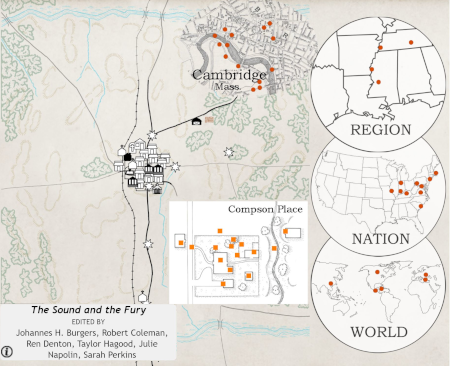 Cambridge
Mass.
REGION
NATION
WORLD
Compson Place
The Sound and the Fury
EDITED BY
Johannes H. Burgers, Robert Coleman,
Ren Denton, Taylor Hagood, Julie
Napolin, Sarah Perkins
i